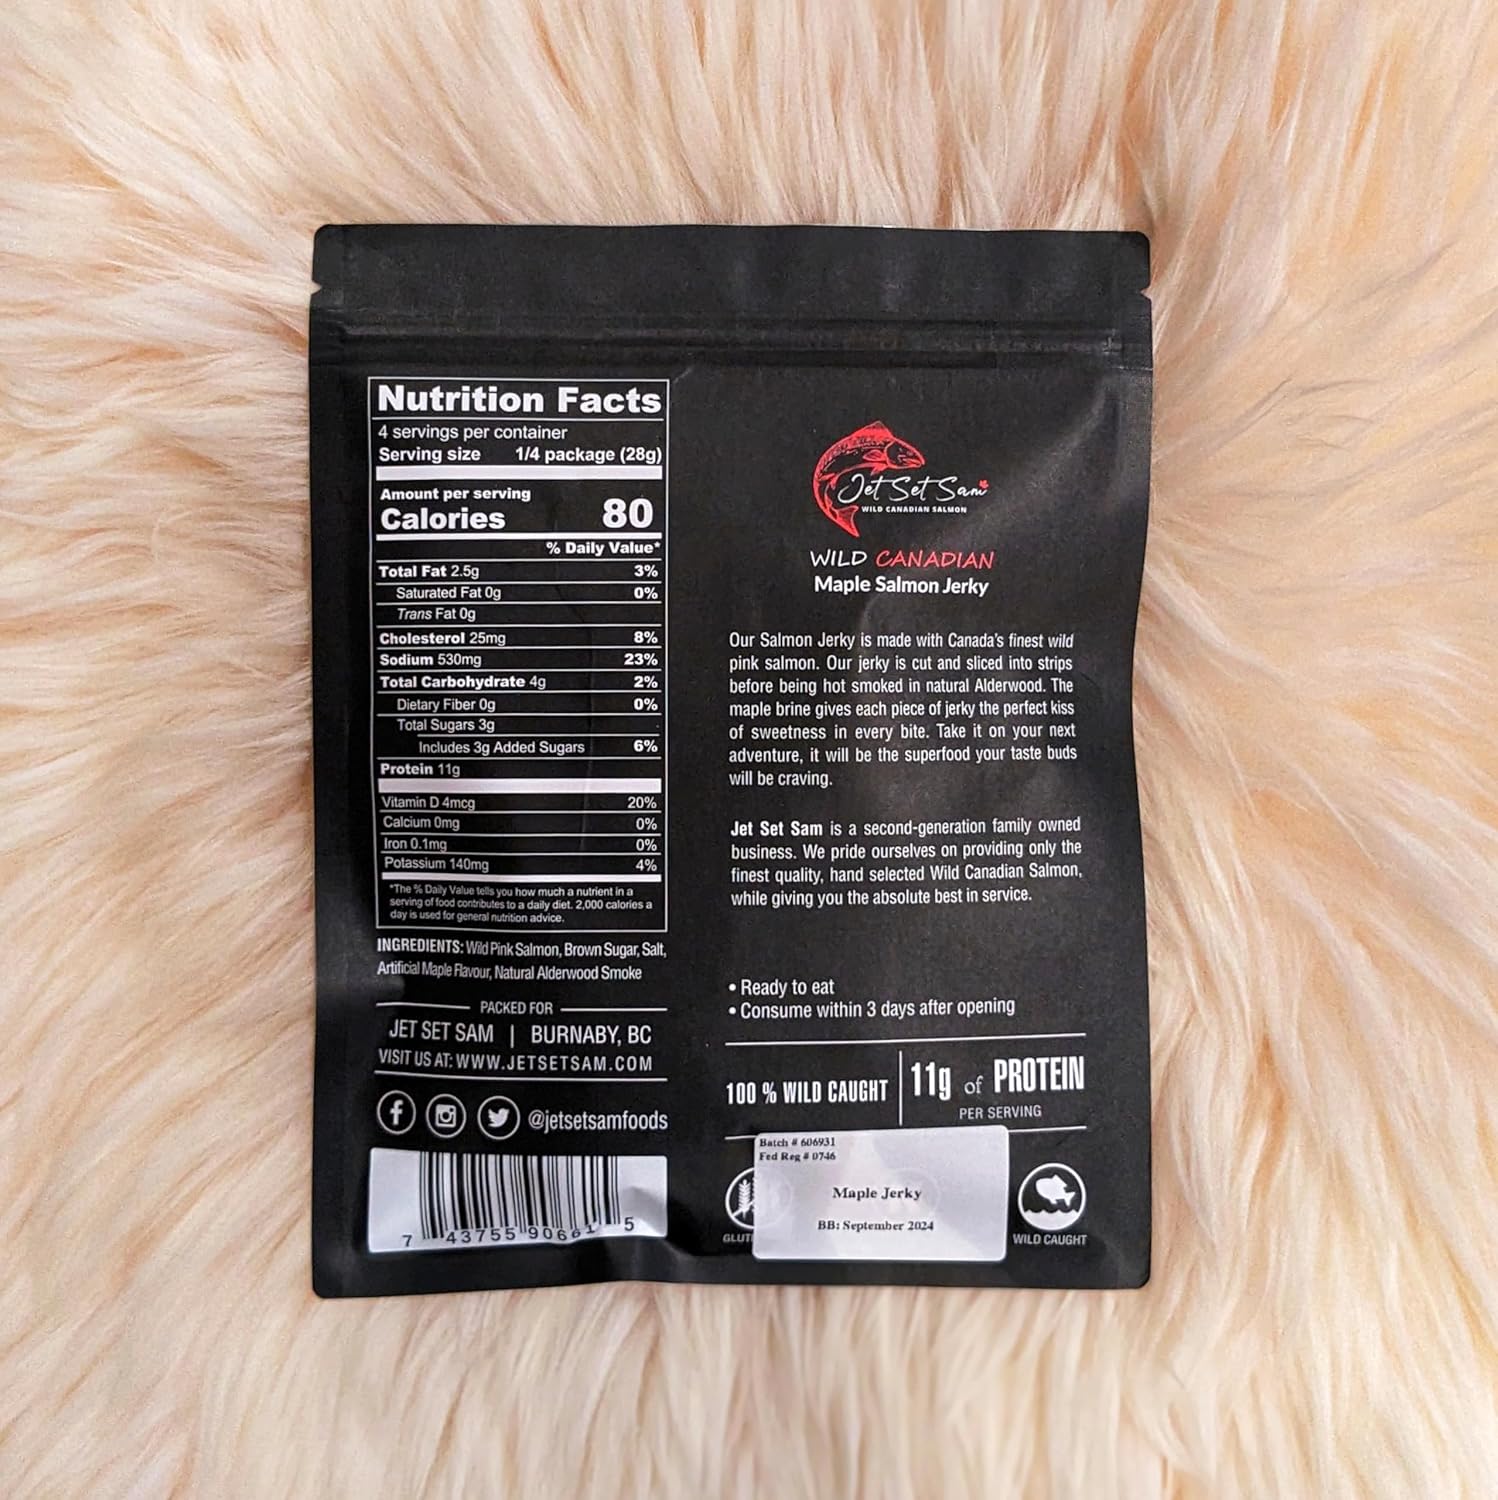 Nutrition Facts
4 servings per container
Serving size 1/4 package (28g)
Amount per serving
Calories 80
% Daily Value*
Total Fat 2.5g 3%
Saturated Fat 0g 0%
Trans Fat 0g
Cholesterol 25mg 8%
Sodium 530mg 23%
Total Carbohydrate 4g 2%
Dietary Fiber 0g 0%
Total Sugars 3g
Includes 3g Added Sugars 6%
Protein 11g
Vitamin D 4mcg 20%
Calcium 0mg 0%
Iron 0.1mg 0%
Potassium 140mg 4%
*The % Daily Value tells you how much a nutrient in a
serving of food contributes to a daily diet. 2,000 calories a
day is used for general nutrition advice.
INGREDIENTS: Wild Pink Salmon, Brown Sugar, Salt,
Artificial Maple Flavour, Natural Alderwood Smoke
PACKED FOR
JET SET SAM | BURNABY, BC
VISIT US AT: WWW.JETSETSAM.COM
@jetsetsamfoods
7 43755 90661 5
Jet Set Sam
WILD CANADIAN SALMON
WILD CANADIAN
Maple Salmon Jerky
Our Salmon Jerky is made with Canada's finest wild
pink salmon. Our jerky is cut and sliced into strips
before being hot smoked in natural Alderwood. The
maple brine gives each piece of jerky the perfect kiss
of sweetness in every bite. Take it on your next
adventure, it will be the superfood your taste buds
will be craving.
Jet Set Sam is a second-generation family owned
business. We pride ourselves on providing only the
finest quality, hand selected Wild Canadian Salmon,
while giving you the absolute best in service.
• Ready to eat
• Consume within 3 days after opening
100 % WILD CAUGHT
11g of PROTEIN
PER SERVING
Batch # 606931
Fed Reg # 0746
Maple Jerky
BB: September 2024
WILD CAUGHT